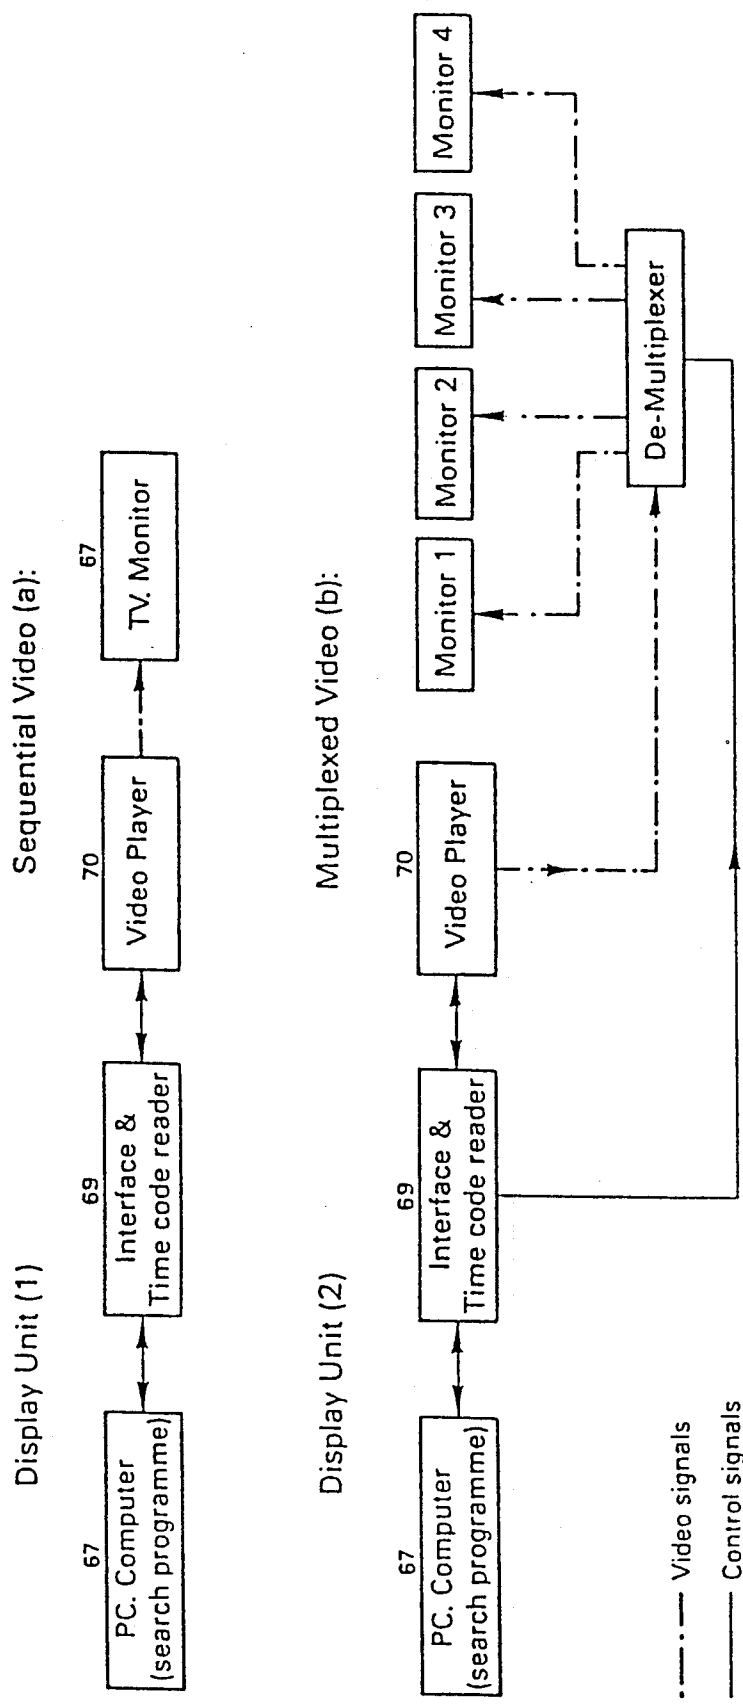 Display Unit (1)
Sequential Video (a):
67
PC. Computer
(search programme)
69
Interface &
Time code reader
70
Video Player
67
TV. Monitor
Display Unit (2)
Multiplexed Video (b):
67
PC. Computer
(search programme)
69
Interface &
Time code reader
70
Video Player
Monitor 1
Monitor 2
Monitor 3
Monitor 4
De-Multiplexer
Video signals
Control signals